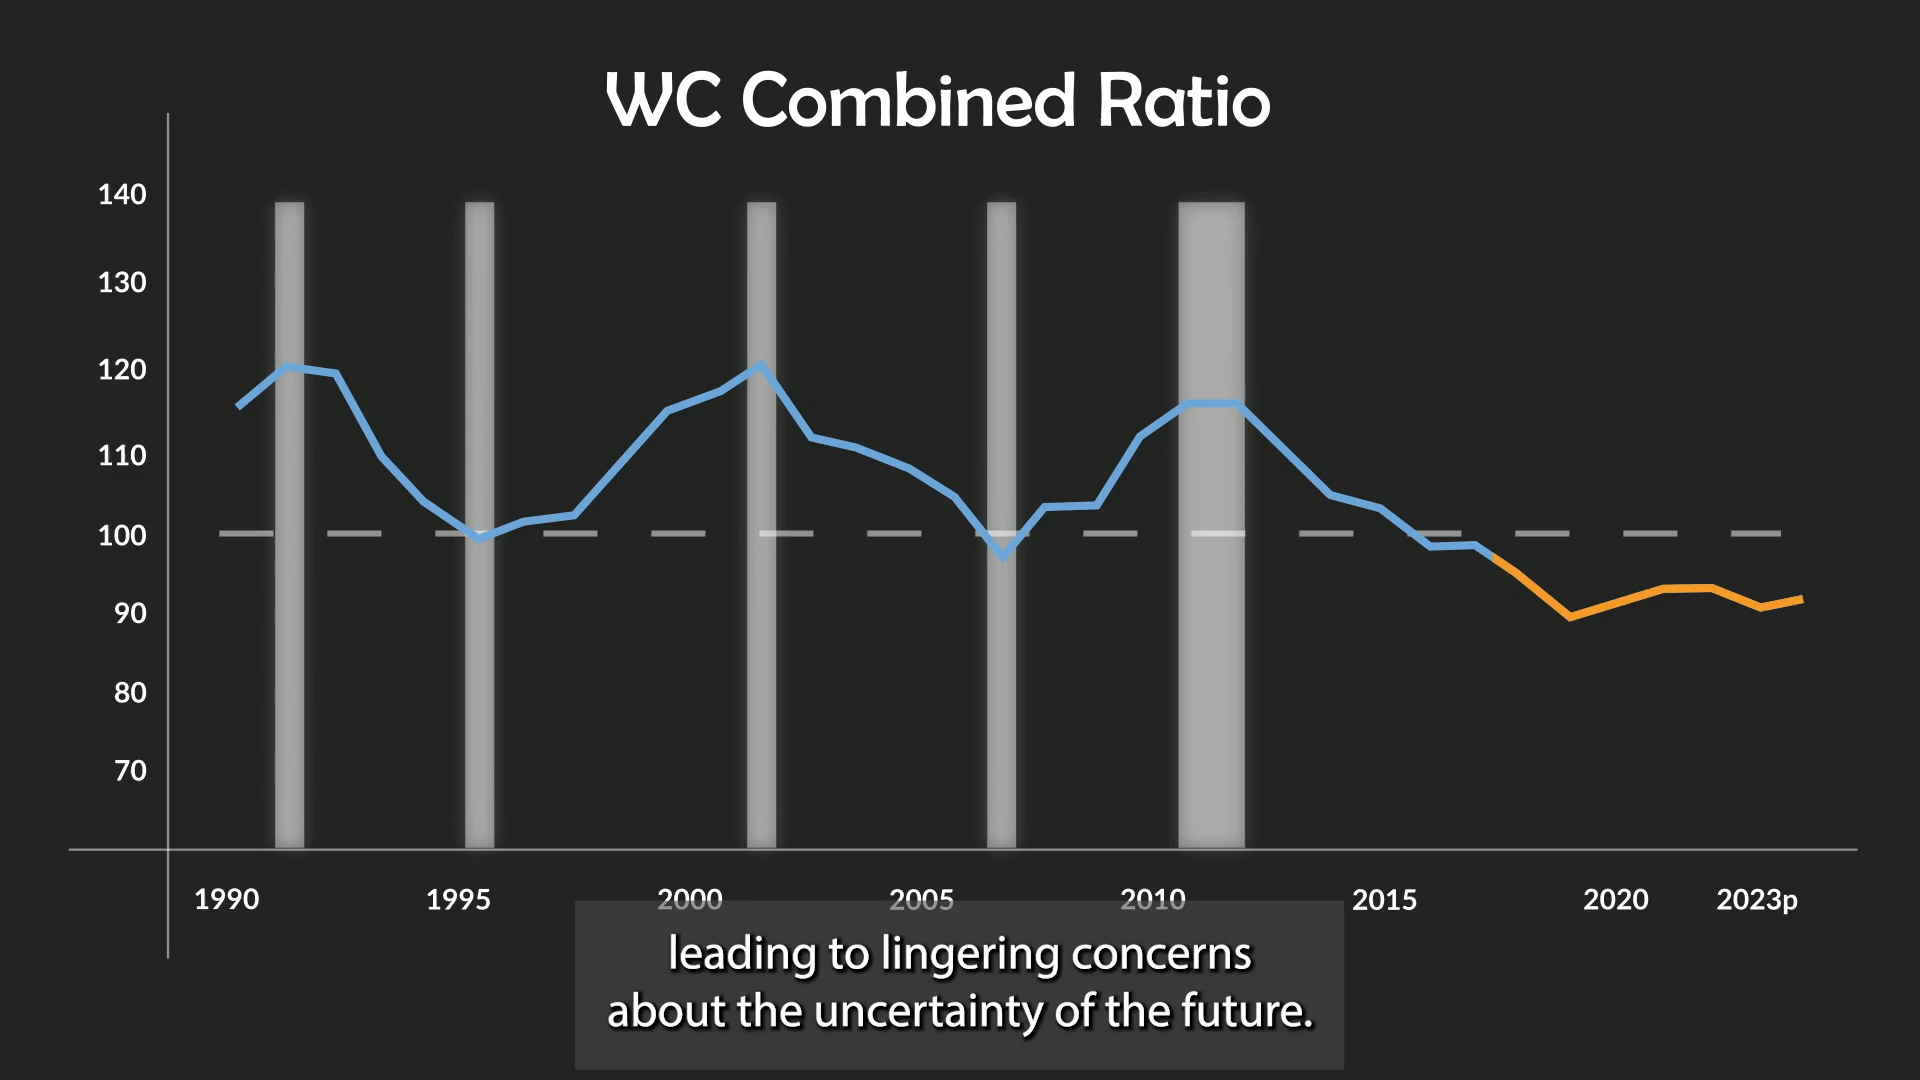 WC Combined Ratio
140
130
120
110
100
90
80
70
1990 1995 2000 2005 2010 2015 2020 2023p
leading to lingering concerns
about the uncertainty of the future.